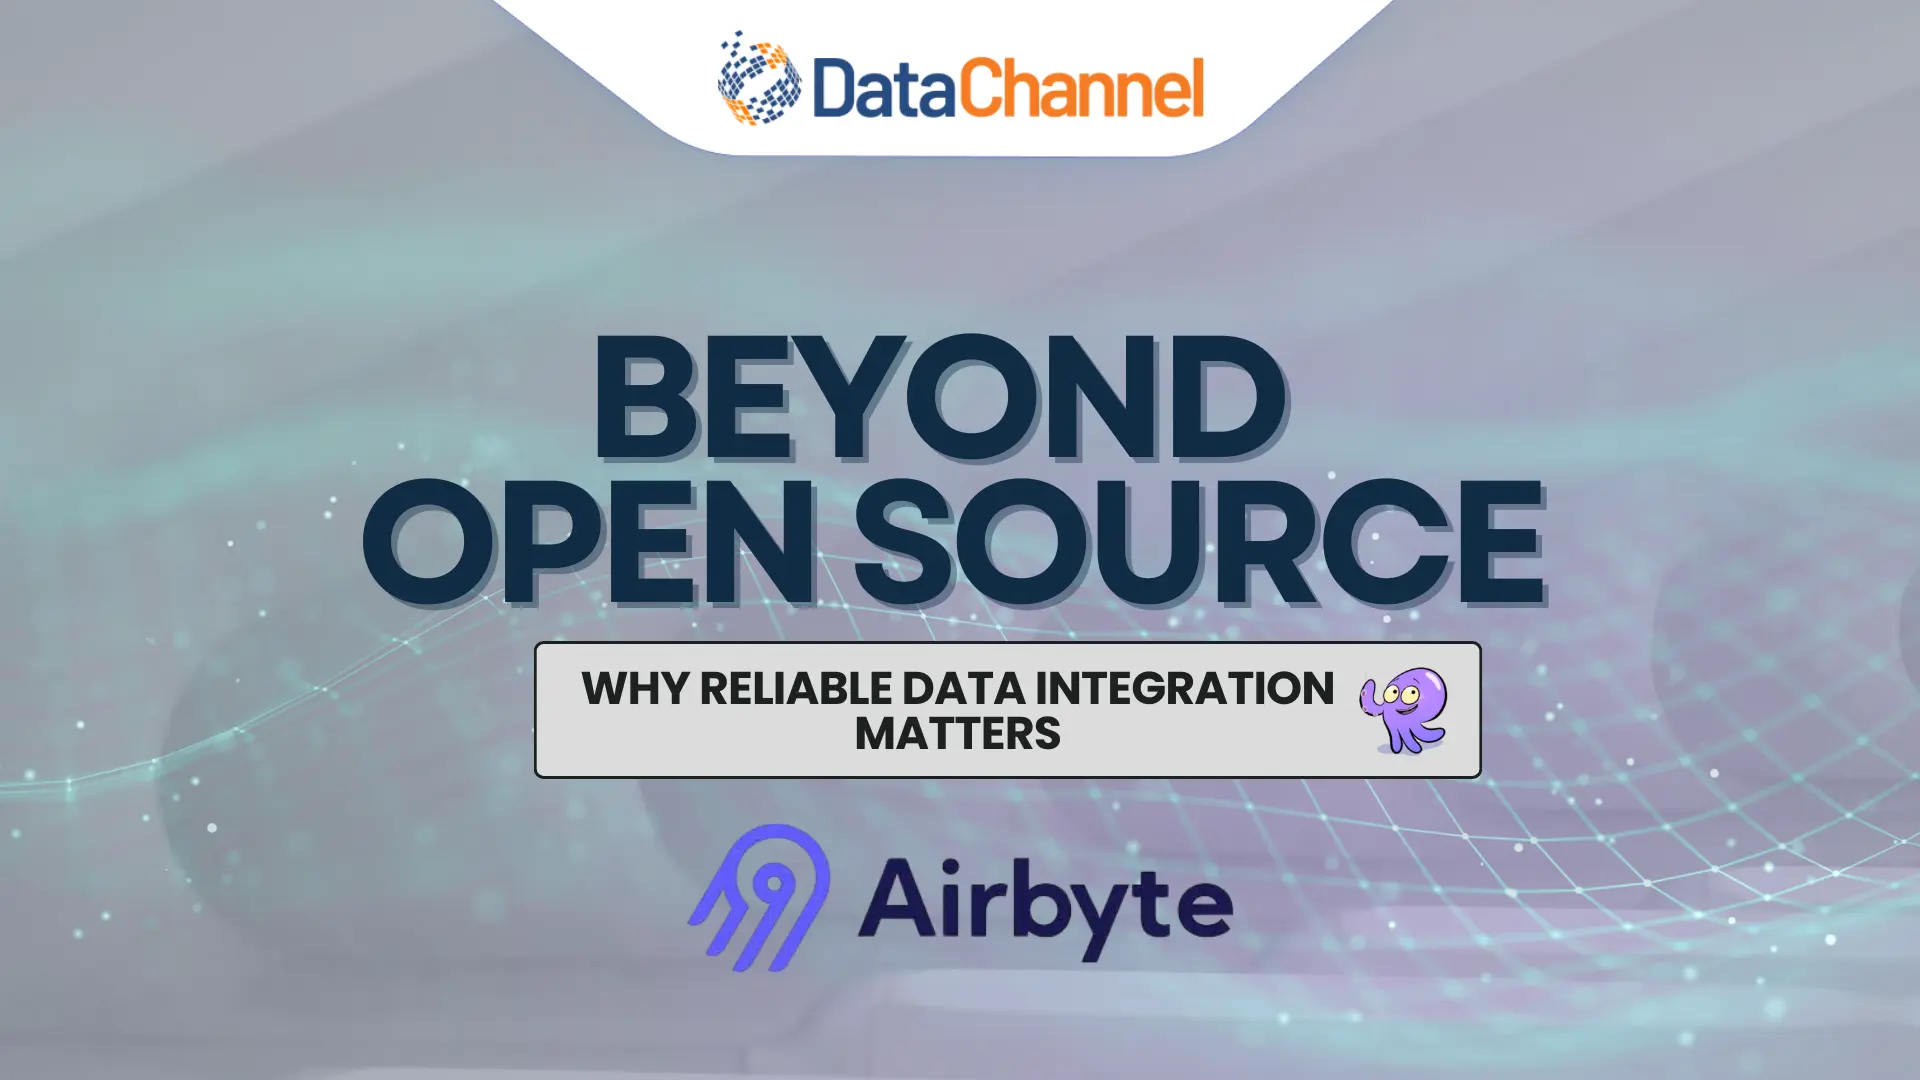 DataChannel
BEYOND
OPEN SOURCE
WHY RELIABLE DATA INTEGRATION
MATTERS
Airbyte